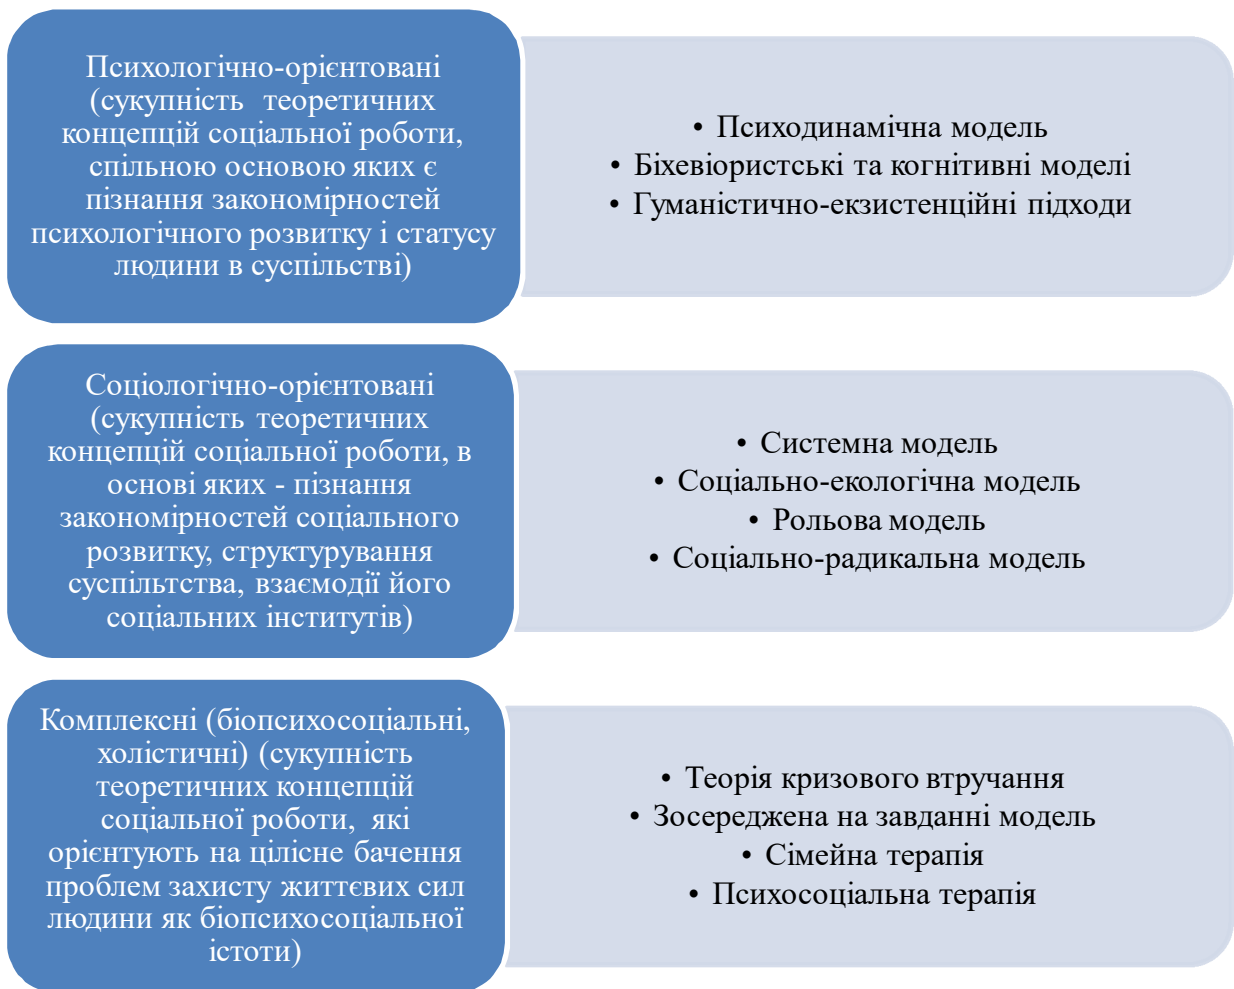 Психологічно-орієнтовані
(сукупність теоретичних
концепцій соціальної роботи,
спільною основою яких є
пізнання закономірностей
психологічного розвитку і статусу
людини в суспільстві)
• Психодинамічна модель
• Біхевіористські та когнітивні моделі
• Гуманістично-екзистенційні підходи
Соціологічно-орієнтовані
(сукупність теоретичних
концепцій соціальної роботи, в
основі яких - пізнання
закономірностей соціального
розвитку, структурування
суспільтства, взаємодії його
соціальних інститутів)
• Системна модель
• Соціально-екологічна модель
• Рольова модель
• Соціально-радикальна модель
Комплексні (біопсихосоціальні,
холістичні) (сукупність
теоретичних концепцій
соціальної роботи, які
орієнтують на цілісне бачення
проблем захисту життєвих сил
людини як біопсихосоціальної
істоти)
• Теорія кризового втручання
• Зосереджена на завданні модель
• Сімейна терапія
• Психосоціальна терапія